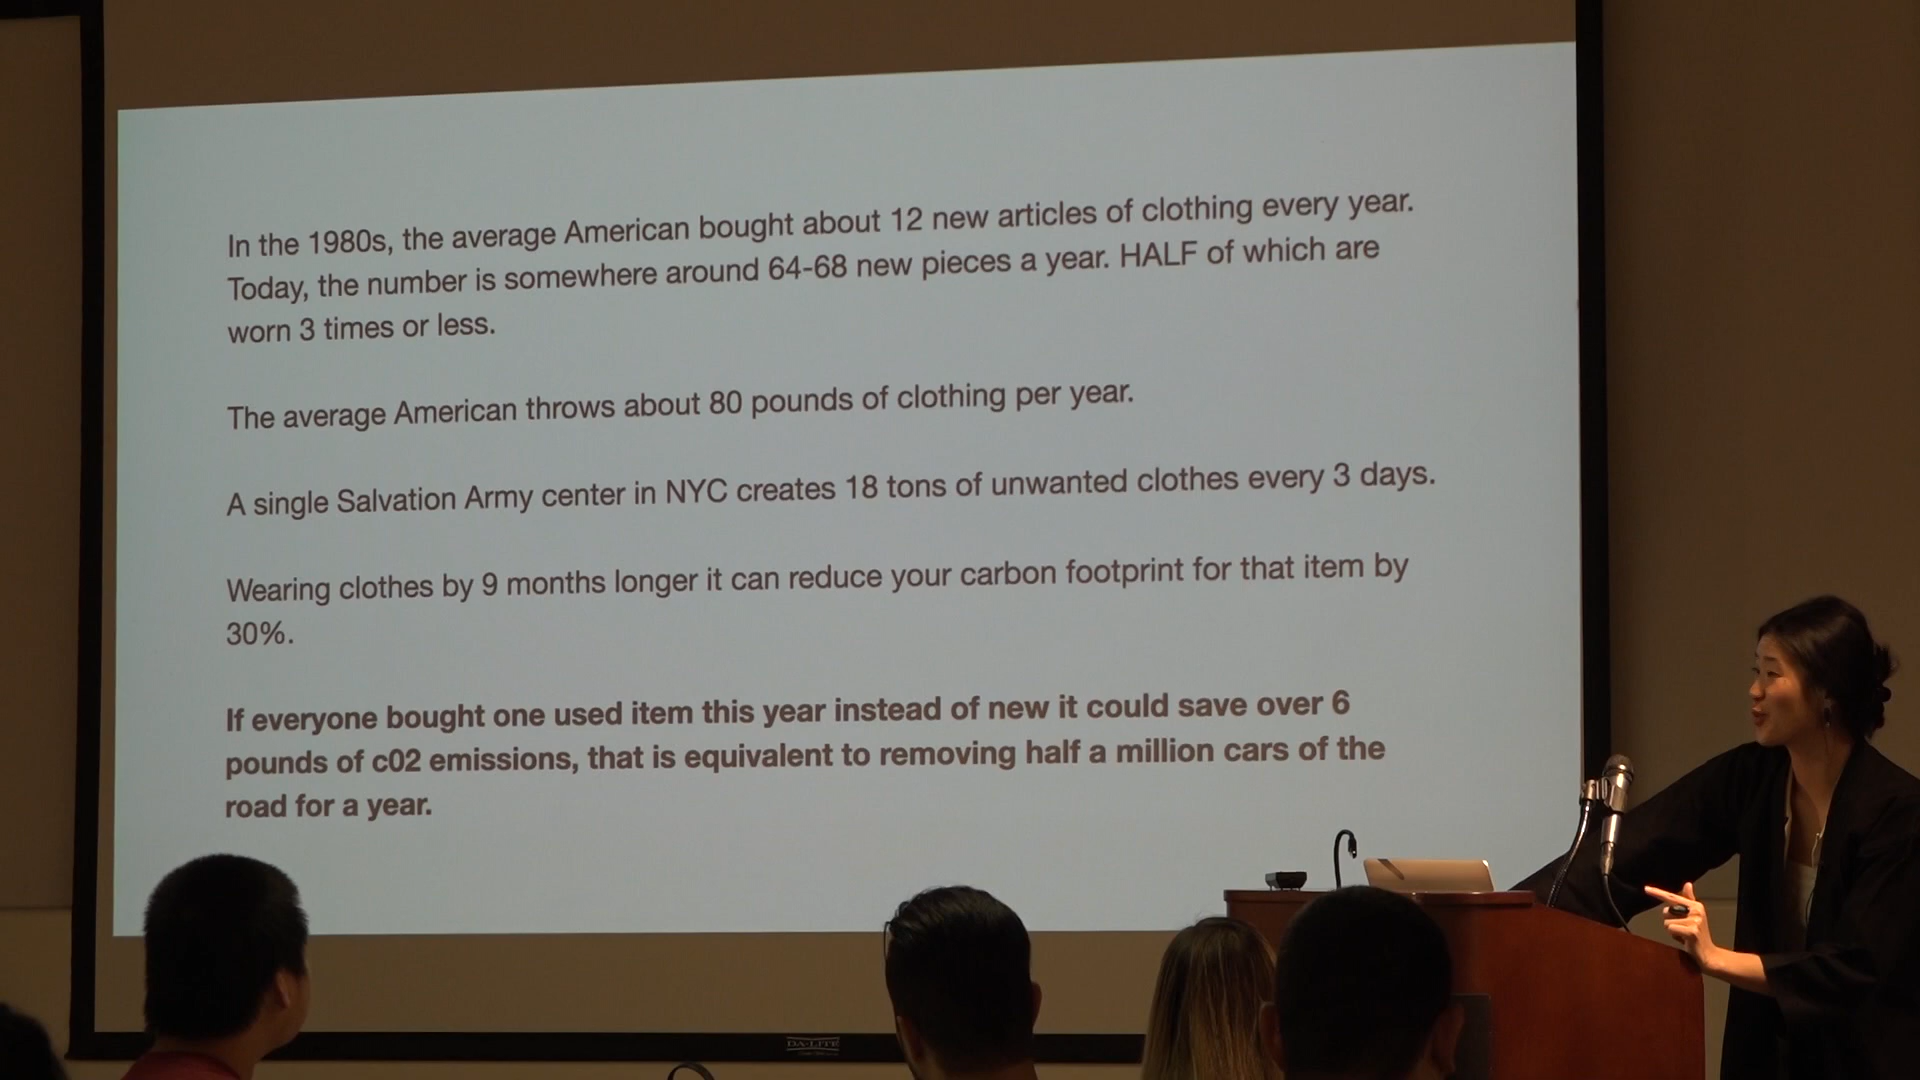 In the 1980s, the average American bought about 12 new articles of clothing every year.
Today, the number is somewhere around 64-68 new pieces a year. HALF of which are
worn 3 times or less.
The average American throws about 80 pounds of clothing per year.
A single Salvation Army center in NYC creates 18 tons of unwanted clothes every 3 days.
Wearing clothes by 9 months longer it can reduce your carbon footprint for that item by
30%.
If everyone bought one used item this year instead of new it could save over 6
pounds of c02 emissions, that is equivalent to removing half a million cars of the
road for a year.
DA-LITE